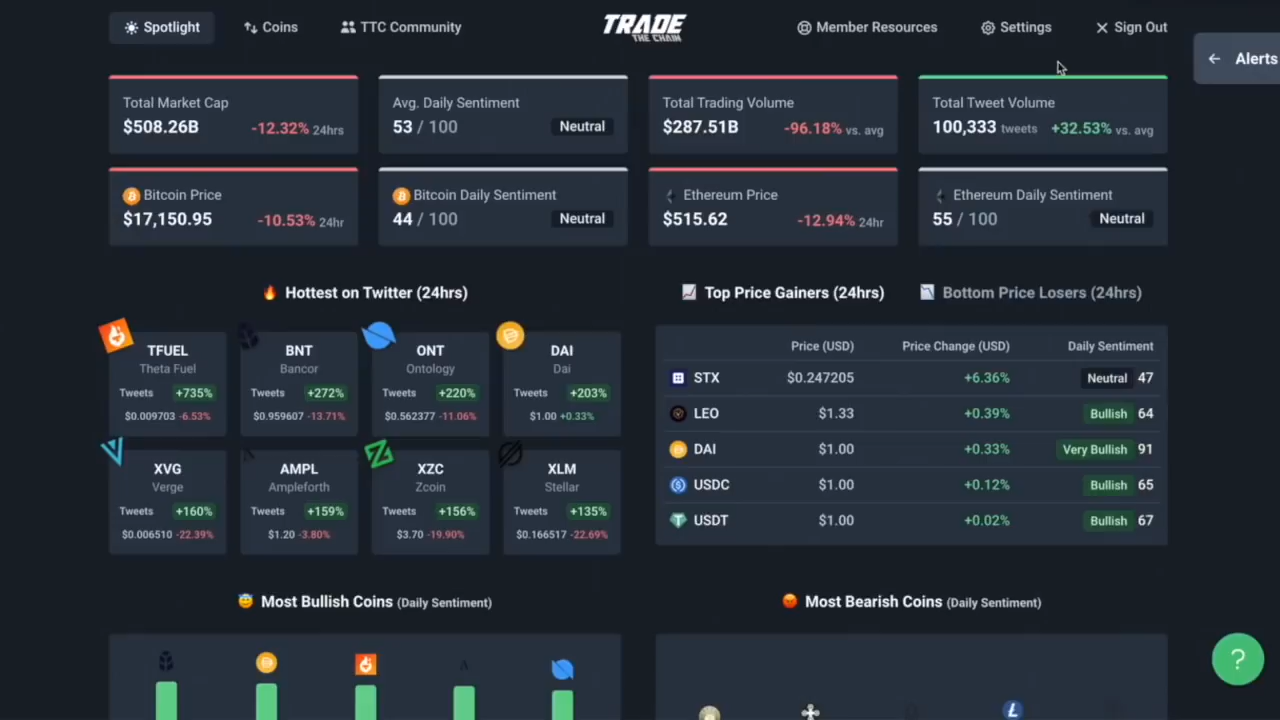 Spotlight
Coins
TTC Community
TRADE
THE CHAIN
Member Resources
Settings
Sign Out
Alerts
Total Market Cap
$508.26B -12.32% 24hrs
Avg. Daily Sentiment
53 / 100 Neutral
Total Trading Volume
$287.51B -96.18% vs. avg
Total Tweet Volume
100,333 tweets +32.53% vs. avg
Bitcoin Price
$17,150.95 -10.53% 24hr
Bitcoin Daily Sentiment
44 / 100 Neutral
Ethereum Price
$515.62 -12.94% 24hr
Ethereum Daily Sentiment
55 / 100 Neutral
Hottest on Twitter (24hrs)
TFUEL
Theta Fuel
Tweets +735%
$0.009703 -6.53%
BNT
Bancor
Tweets +272%
$0.959607 -13.71%
ONT
Ontology
Tweets +220%
$0.562377 -11.06%
DAI
Dai
Tweets +203%
$1.00 +0.33%
XVG
Verge
Tweets +160%
$0.006510 -22.39%
AMPL
Ampleforth
Tweets +159%
$1.20 -3.80%
XZC
Zcoin
Tweets +156%
$3.70 -19.90%
XLM
Stellar
Tweets +135%
$0.166517 -22.69%
Top Price Gainers (24hrs)
Bottom Price Losers (24hrs)
Price (USD) Price Change (USD) Daily Sentiment
STX $0.247205 +6.36% Neutral 47
LEO $1.33 +0.39% Bullish 64
DAI $1.00 +0.33% Very Bullish 91
USDC $1.00 +0.12% Bullish 65
USDT $1.00 +0.02% Bullish 67
Most Bullish Coins (Daily Sentiment)
Most Bearish Coins (Daily Sentiment)
?